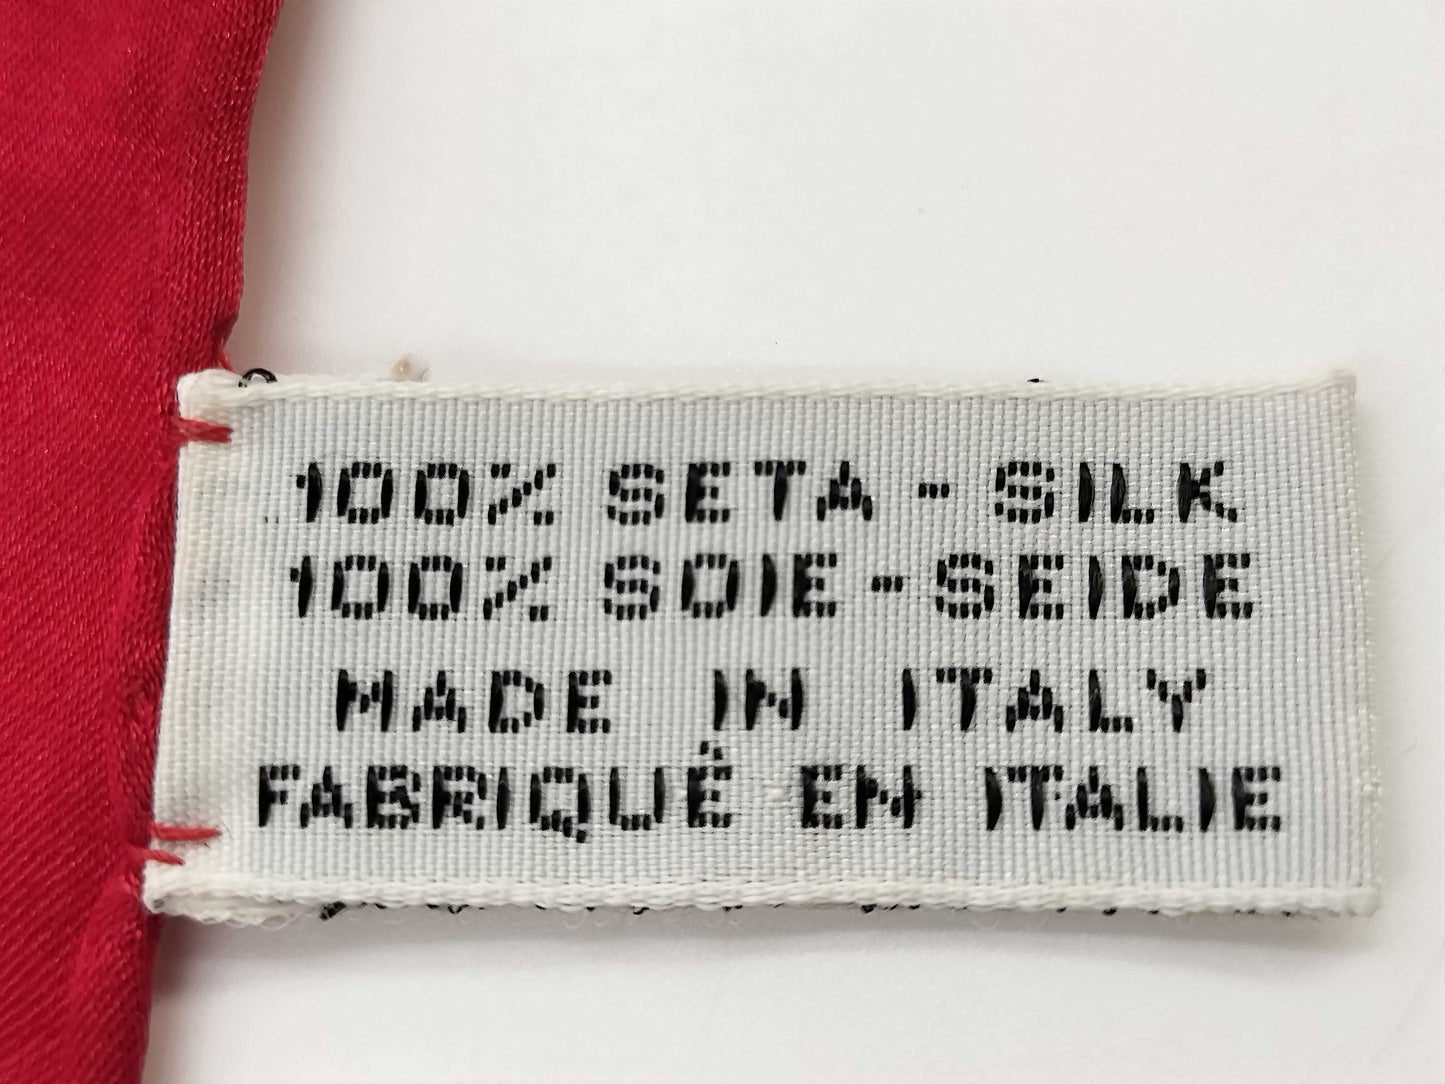 100% SETA - SILK
100% SOIE - SEIDE
MADE IN ITALY
FABRIQUÉ EN ITALIE